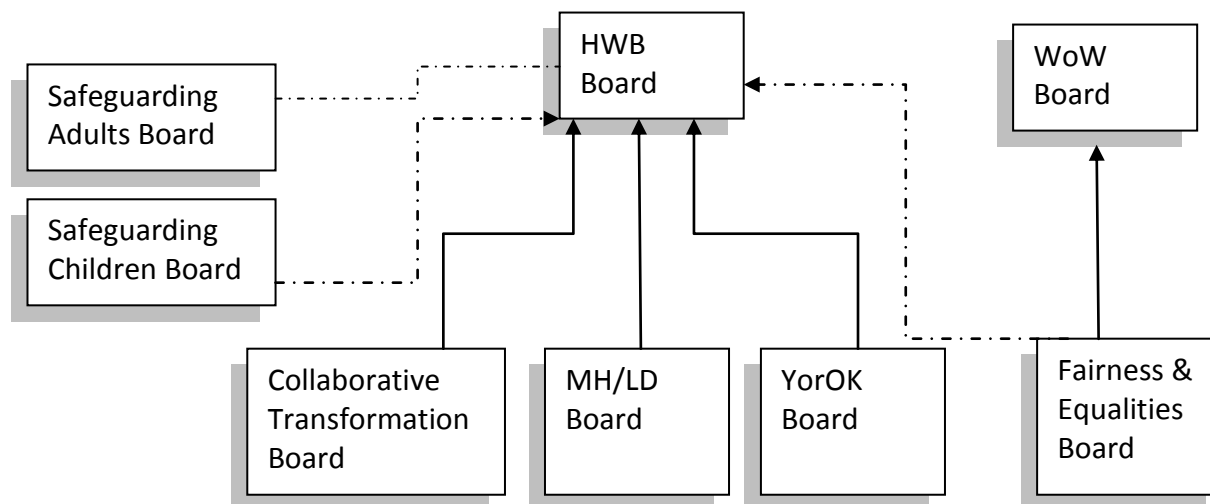 HWB
Board
WoW
Board
Safeguarding
Adults Board
Safeguarding
Children Board
Collaborative
Transformation
Board
MH/LD
Board
YorOK
Board
Fairness &
Equalities
Board